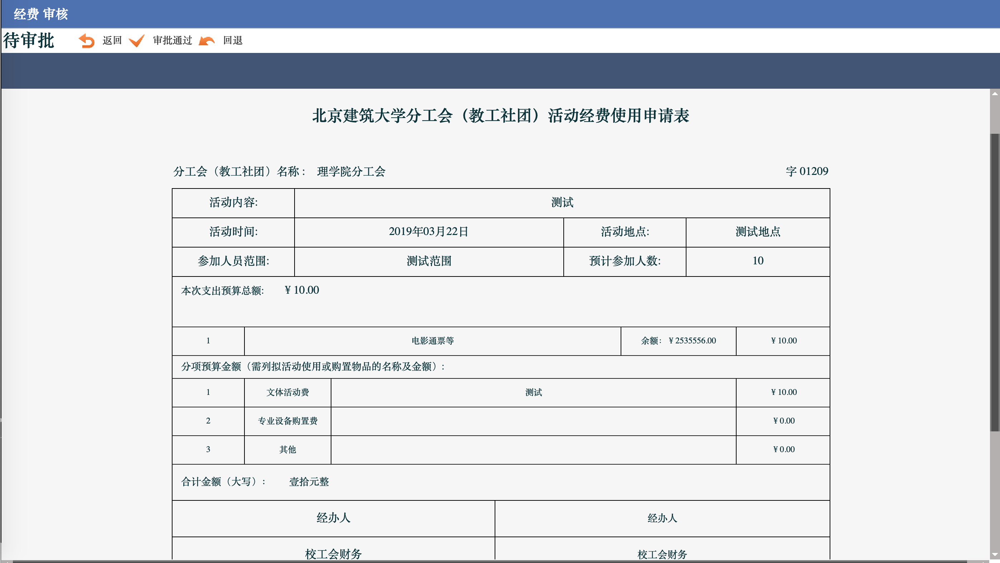 经费 审核
待审批 返回 审批通过 回退
北京建筑大学分工会（教工社团）活动经费使用申请表
分工会（教工社团）名称： 理学院分工会 字 01209
活动内容: 测试
活动时间: 2019年03月22日 活动地点: 测试地点
参加人员范围: 测试范围 预计参加人数: 10
本次支出预算总额: ¥ 10.00
1 电影通票等 余额： ¥ 2535556.00 ¥ 10.00
分项预算金额（需列拟活动使用或购置物品的名称及金额）:
1 文体活动费 测试 ¥ 10.00
2 专业设备购置费 ¥ 0.00
3 其他 ¥ 0.00
合计金额（大写）: 壹拾元整
经办人 经办人
校工会财务 校工会财务